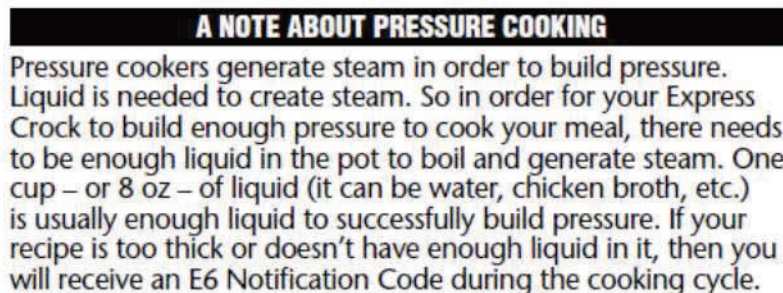 A NOTE ABOUT PRESSURE COOKING
Pressure cookers generate steam in order to build pressure.
Liquid is needed to create steam. So in order for your Express
Crock to build enough pressure to cook your meal, there needs
to be enough liquid in the pot to boil and generate steam. One
cup – or 8 oz – of liquid (it can be water, chicken broth, etc.)
is usually enough liquid to successfully build pressure. If your
recipe is too thick or doesn’t have enough liquid in it, then you
will receive an E6 Notification Code during the cooking cycle.